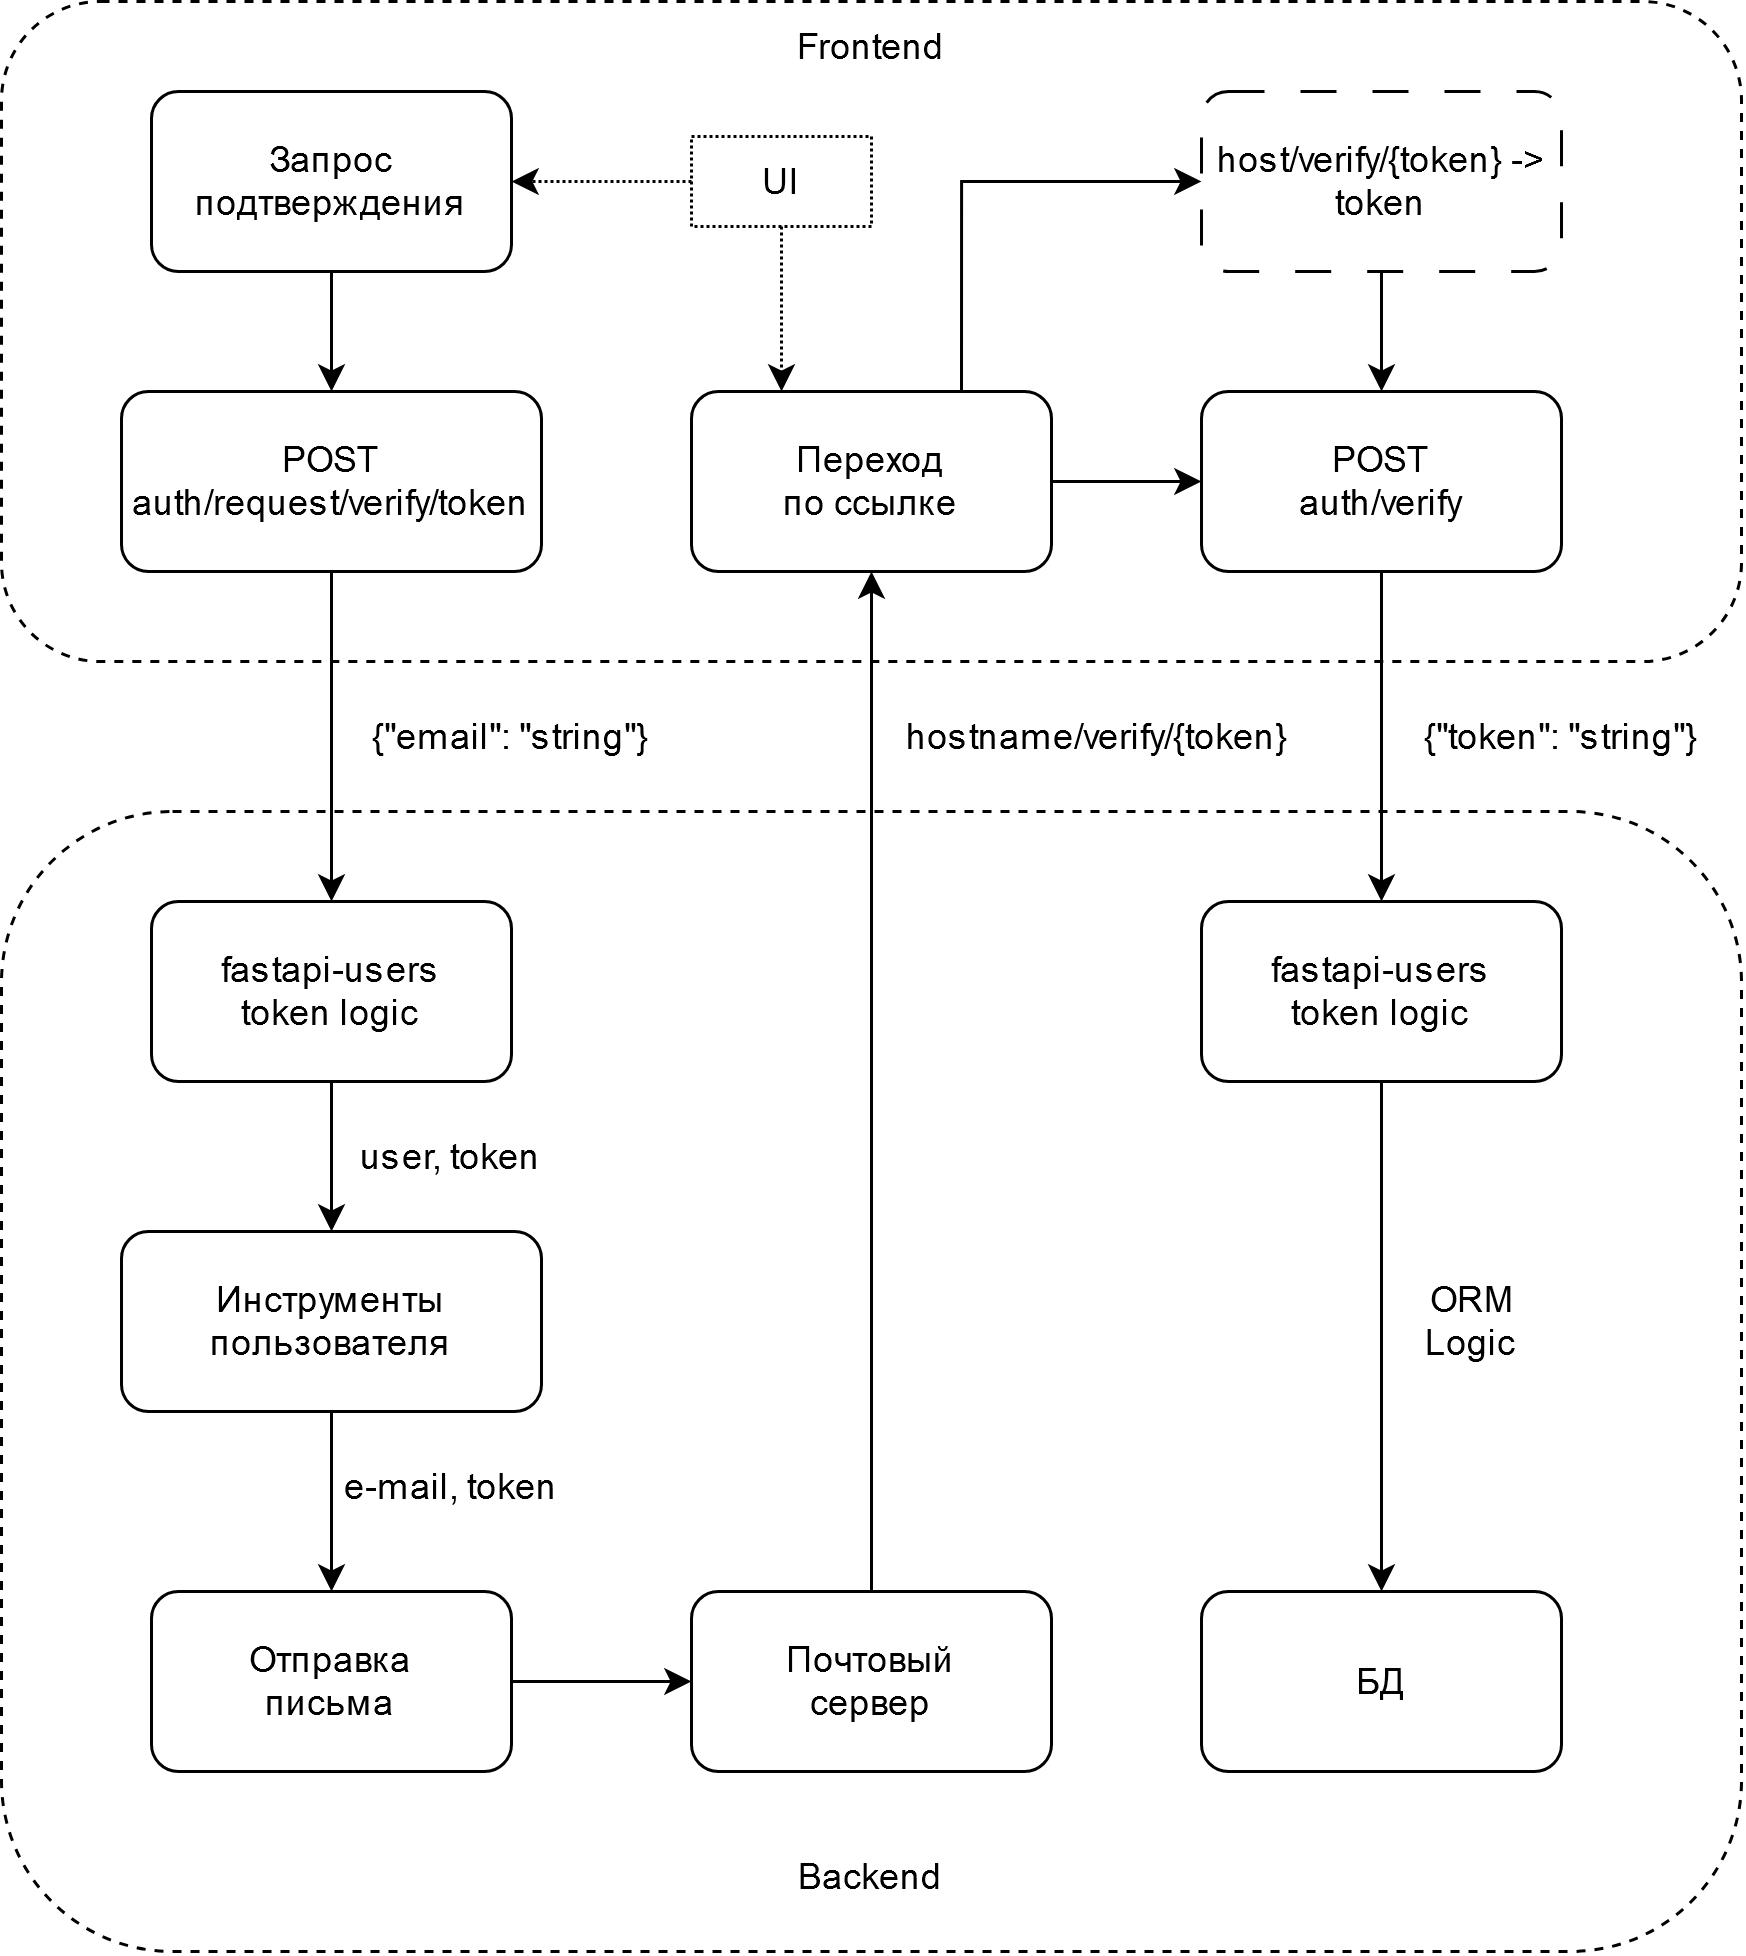 Frontend
Запрос
подтверждения
UI
host/verify/{token} ->
token
POST
auth/request/verify/token
Переход
по ссылке
POST
auth/verify
{"email": "string"}
hostname/verify/{token}
{"token": "string"}
fastapi-users
token logic
fastapi-users
token logic
user, token
Инструменты
пользователя
ORM
Logic
e-mail, token
Отправка
письма
Почтовый
сервер
БД
Backend